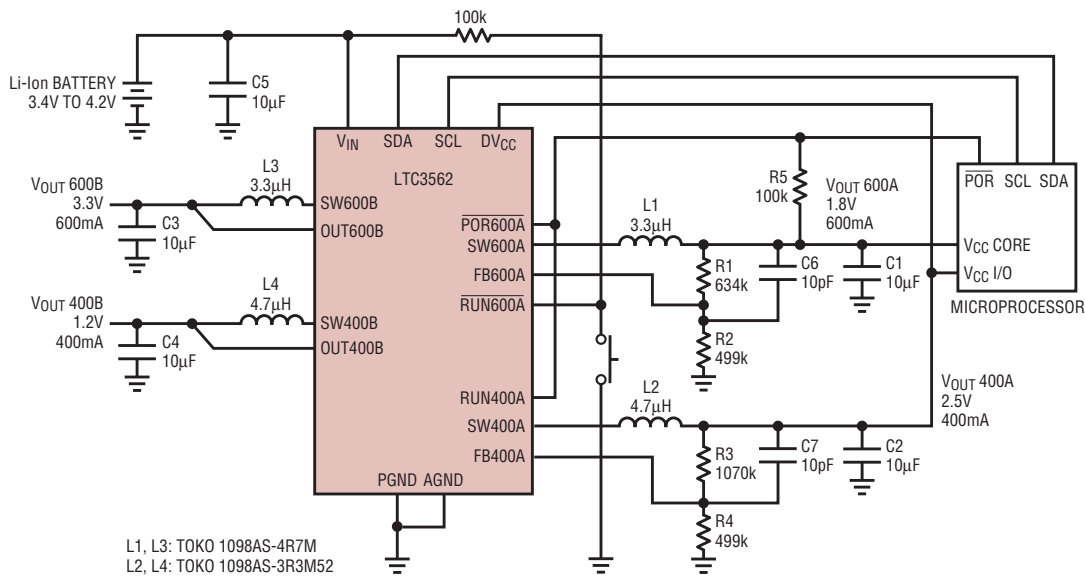 100k
Li-Ion BATTERY
3.4V TO 4.2V
C5
10µF
VIN
SDA
SCL
DVCC
LTC3562
L3
3.3µH
VOUT 600B
3.3V
600mA
C3
10µF
SW600B
OUT600B
L4
4.7µH
VOUT 400B
1.2V
400mA
C4
10µF
SW400B
OUT400B
POR600A
SW600A
FB600A
RUN600A
RUN400A
SW400A
FB400A
PGND AGND
L1
3.3µH
R5
100k
VOUT 600A
1.8V
600mA
R1
634k
C6
10pF
C1
10µF
R2
499k
POR SCL SDA
VCC CORE
VCC I/O
MICROPROCESSOR
L2
4.7µH
VOUT 400A
2.5V
400mA
R3
1070k
C7
10pF
C2
10µF
R4
499k
L1, L3: TOKO 1098AS-4R7M
L2, L4: TOKO 1098AS-3R3M52